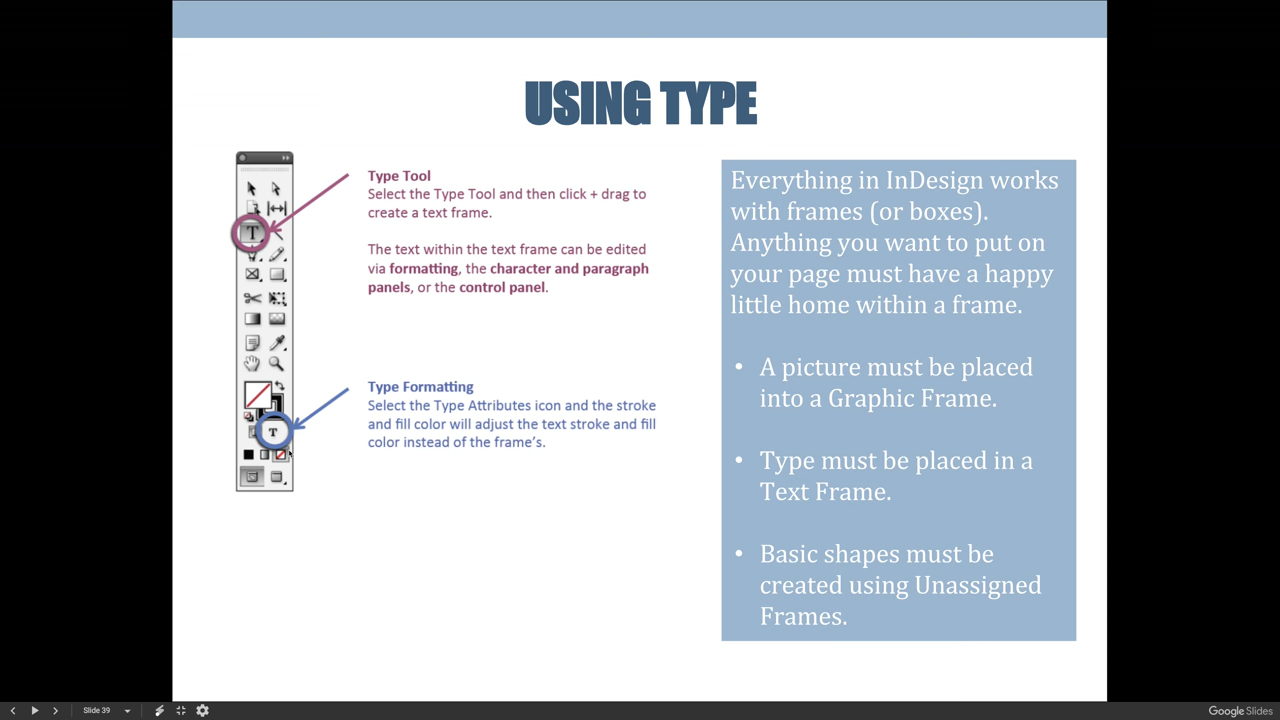 USING TYPE
Type Tool
Select the Type Tool and then click + drag to
create a text frame.
The text within the text frame can be edited
via formatting, the character and paragraph
panels, or the control panel.
Type Formatting
Select the Type Attributes icon and the stroke
and fill color will adjust the text stroke and fill
color instead of the frame's.
T
T
Everything in InDesign works
with frames (or boxes).
Anything you want to put on
your page must have a happy
little home within a frame.
• A picture must be placed
into a Graphic Frame.
• Type must be placed in a
Text Frame.
• Basic shapes must be
created using Unassigned
Frames.
Slide 39
Google Slides